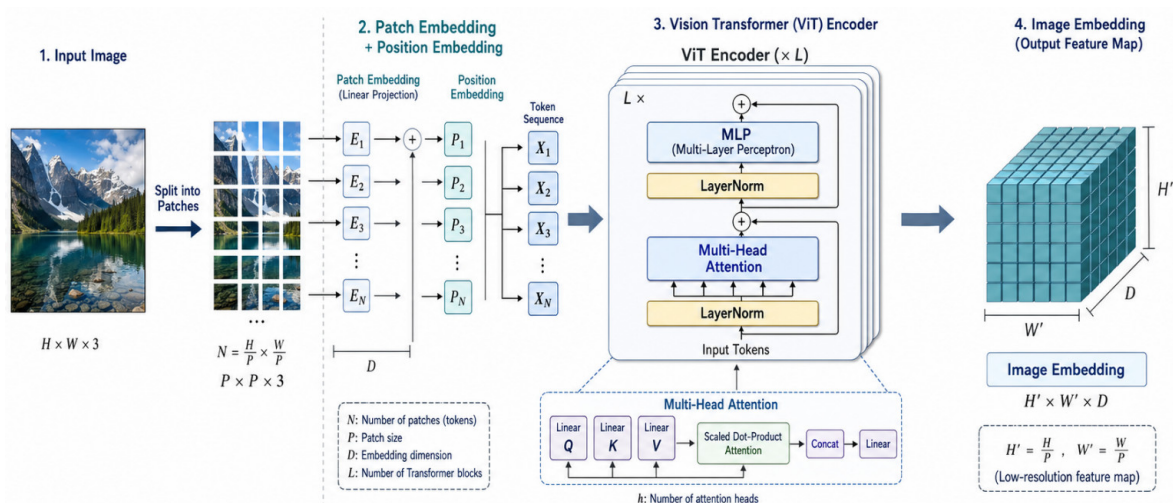 1. Input Image
Split into
Patches
H × W × 3
...
N = H/P × W/P
P × P × 3
2. Patch Embedding
+ Position Embedding
Patch Embedding
(Linear Projection)
Position
Embedding
Token
Sequence
E₁
+
P₁
X₁
E₂
P₂
X₂
E₃
P₃
X₃
⋮
⋮
⋮
E_N
P_N
X_N
D
N: Number of patches (tokens)
P: Patch size
D: Embedding dimension
L: Number of Transformer blocks
3. Vision Transformer (ViT) Encoder
ViT Encoder (× L)
L ×
+
MLP
(Multi-Layer Perceptron)
LayerNorm
+
Multi-Head
Attention
LayerNorm
Input Tokens
Multi-Head Attention
Linear
Q
Linear
K
Linear
V
Scaled Dot-Product
Attention
Concat
Linear
h: Number of attention heads
4. Image Embedding
(Output Feature Map)
H'
D
W'
Image Embedding
H' × W' × D
H' = H/P , W' = W/P
(Low-resolution feature map)